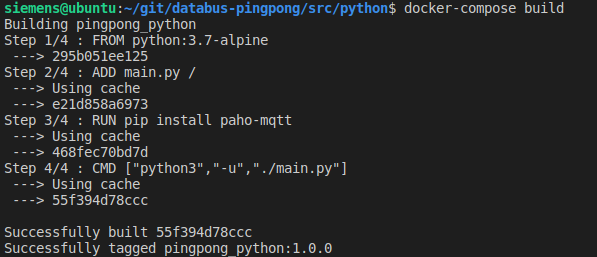 siemens@ubuntu:~/git/databus-pingpong/src/python$ docker-compose build
Building pingpong_python
Step 1/4 : FROM python:3.7-alpine
 ---> 295b051ee125
Step 2/4 : ADD main.py /
 ---> Using cache
 ---> e21d858a6973
Step 3/4 : RUN pip install paho-mqtt
 ---> Using cache
 ---> 468fec70bd7d
Step 4/4 : CMD ["python3","-u","./main.py"]
 ---> Using cache
 ---> 55f394d78ccc

Successfully built 55f394d78ccc
Successfully tagged pingpong_python:1.0.0